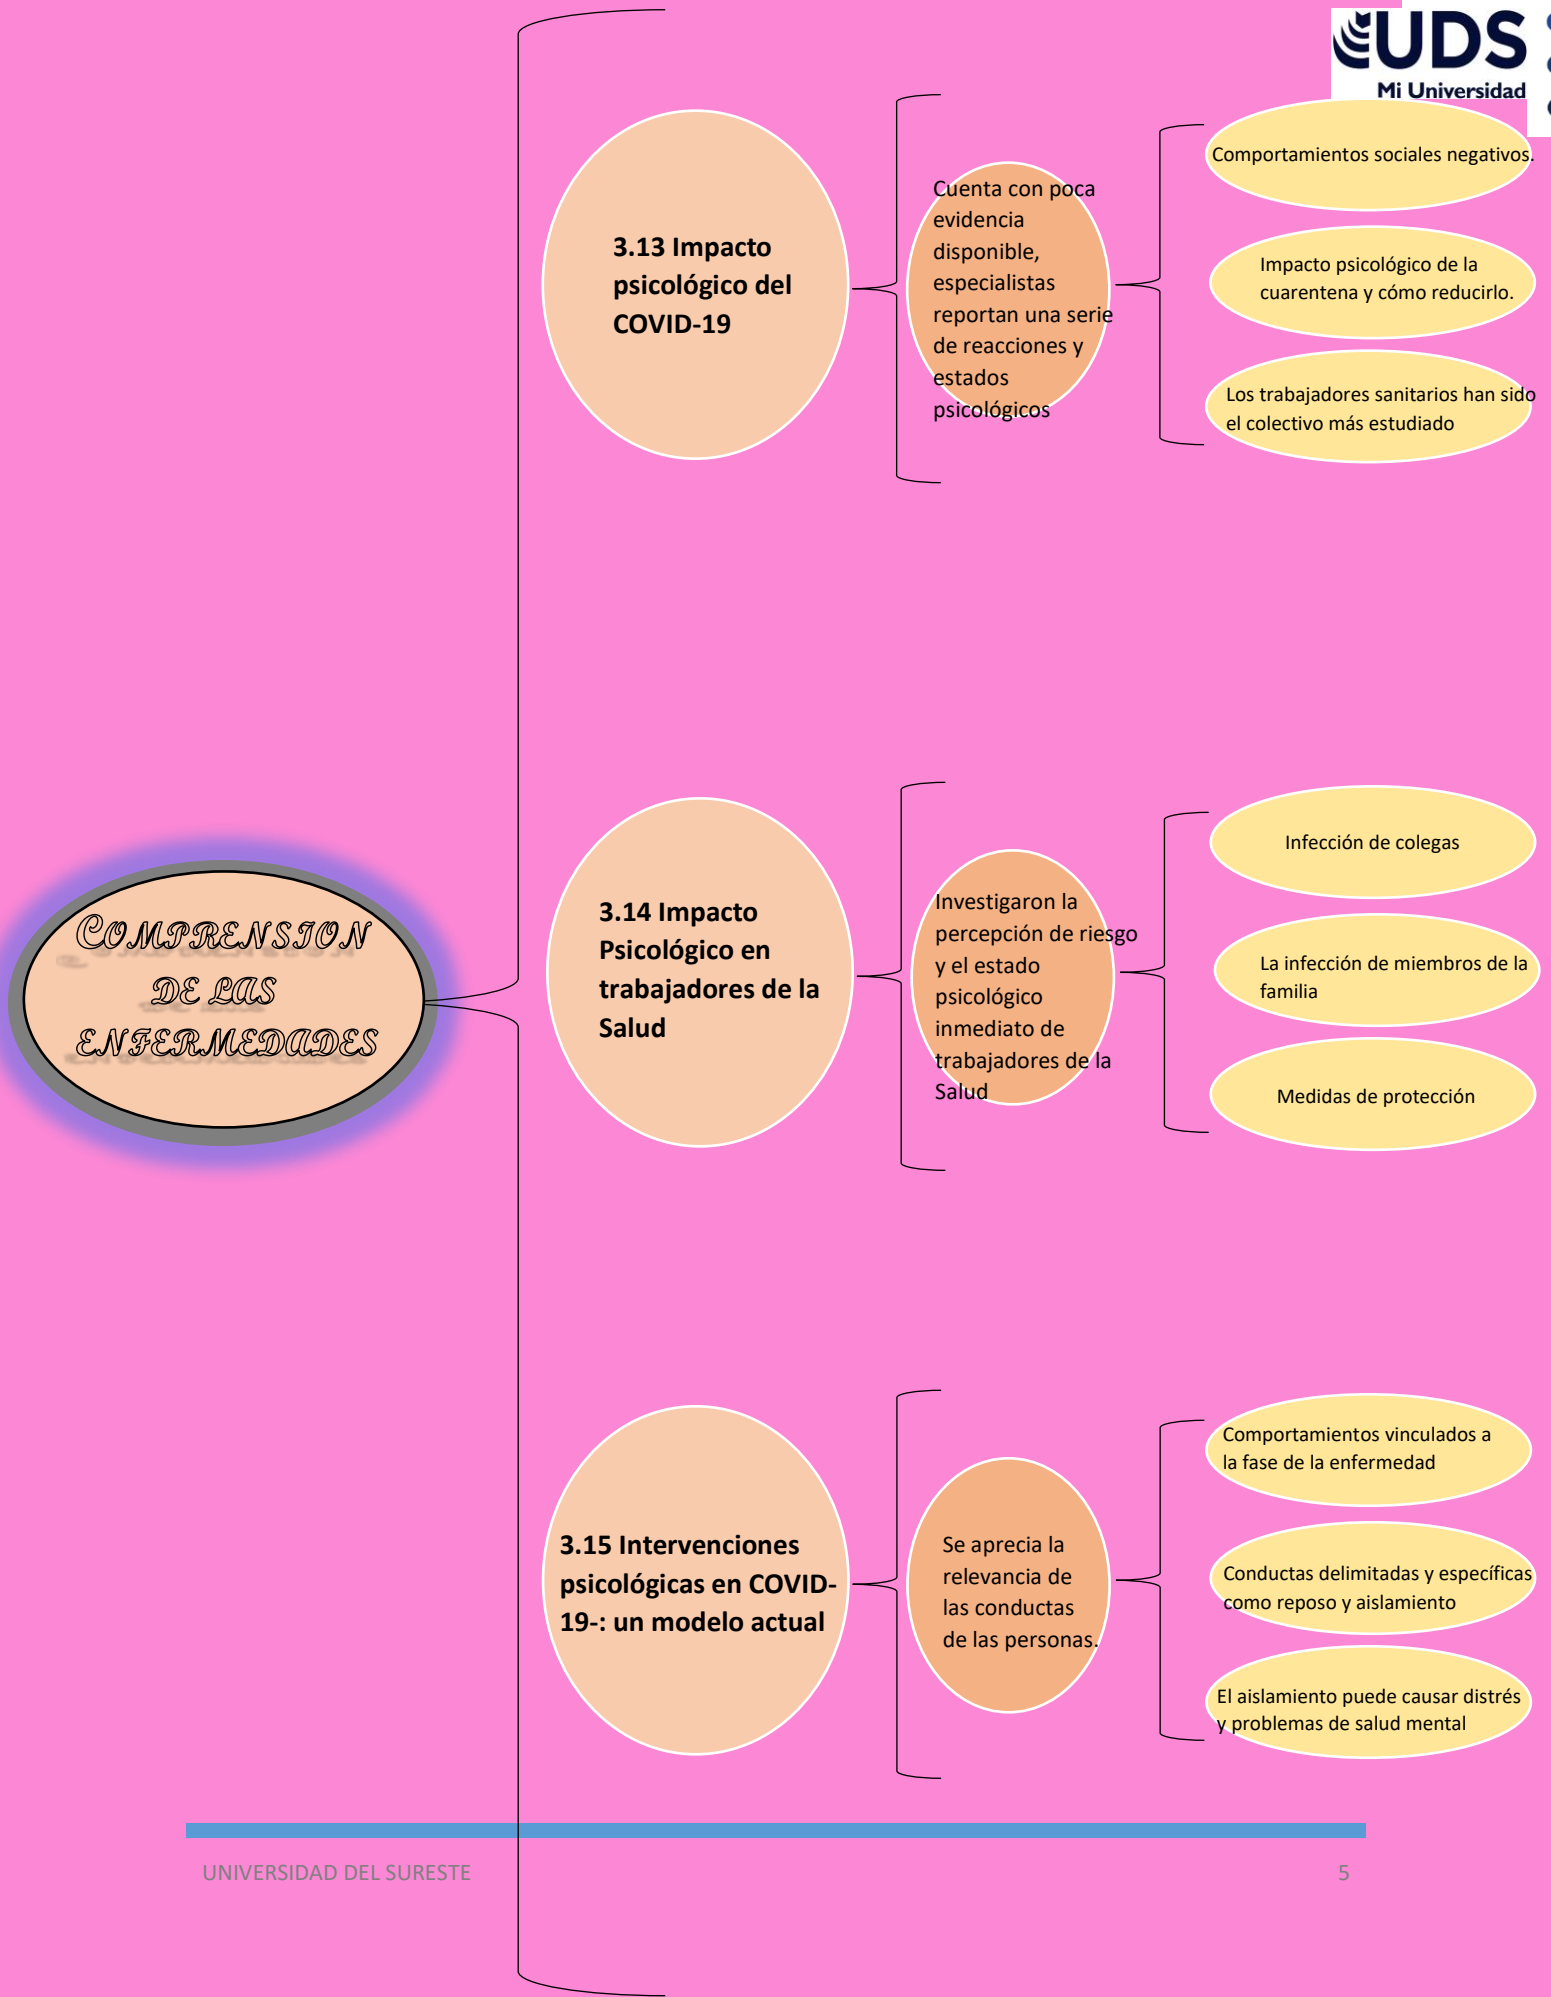 UDS
Mi Universidad
COMPRENSION
DE LAS
ENFERMEDADES
3.13 Impacto
psicológico del
COVID-19
Cuenta con poca
evidencia
disponible,
especialistas
reportan una serie
de reacciones y
estados
psicológicos
Comportamientos sociales negativos.
Impacto psicológico de la
cuarentena y cómo reducirlo.
Los trabajadores sanitarios han sido
el colectivo más estudiado
3.14 Impacto
Psicológico en
trabajadores de la
Salud
Investigaron la
percepción de riesgo
y el estado
psicológico
inmediato de
trabajadores de la
Salud
Infección de colegas
La infección de miembros de la
familia
Medidas de protección
3.15 Intervenciones
psicológicas en COVID-
19-: un modelo actual
Se aprecia la
relevancia de
las conductas
de las personas.
Comportamientos vinculados a
la fase de la enfermedad
Conductas delimitadas y específicas
como reposo y aislamiento
El aislamiento puede causar distrés
y problemas de salud mental
UNIVERSIDAD DEL SURESTE
5